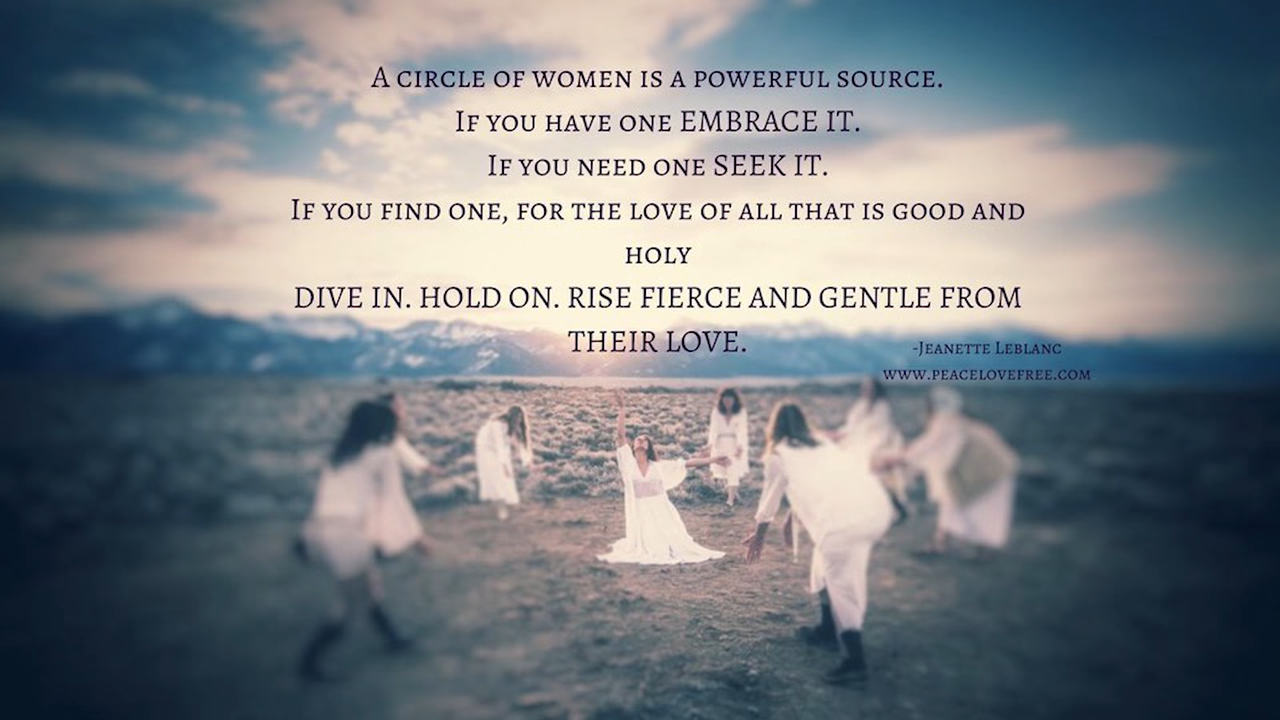 A CIRCLE OF WOMEN IS A POWERFUL SOURCE.
IF YOU HAVE ONE EMBRACE IT.
IF YOU NEED ONE SEEK IT.
IF YOU FIND ONE, FOR THE LOVE OF ALL THAT IS GOOD AND
HOLY
DIVE IN. HOLD ON. RISE FIERCE AND GENTLE FROM
THEIR LOVE.
-JEANETTE LEBLANC
WWW.PEACELOVEFREE.COM